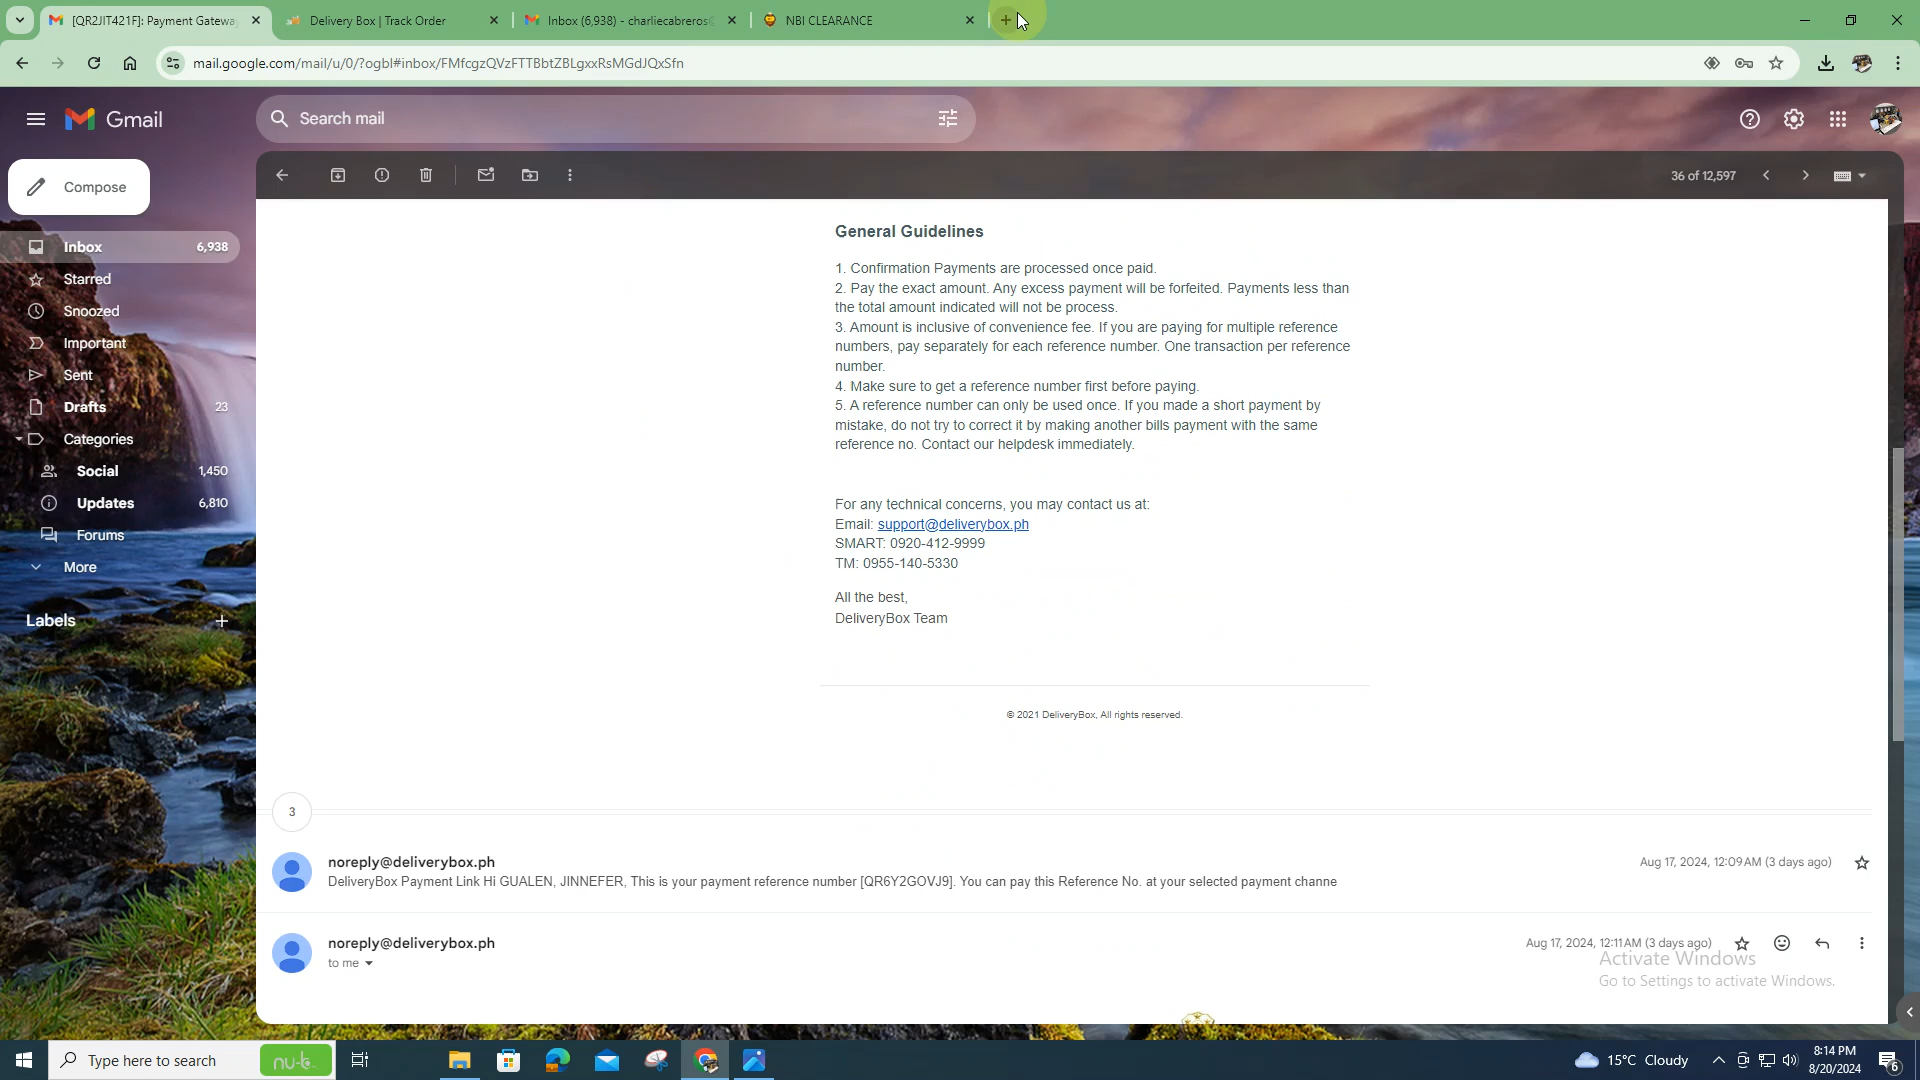 [QR2JIT421F]: Payment Gateway
Delivery Box | Track Order
Inbox (6,938) - charliecabreros
NBI CLEARANCE
mail.google.com/mail/u/0/?ogbl#inbox/FMfcgzQVzFTTBbtZBLgxxRsMGdJQxSfn
Gmail
Search mail
Compose
36 of 12,597
Inbox 6,938
Starred
Snoozed
Important
Sent
Drafts 23
Categories
Social 1,450
Updates 6,810
Forums
More
Labels
General Guidelines
1. Confirmation Payments are processed once paid.
2. Pay the exact amount. Any excess payment will be forfeited. Payments less than
the total amount indicated will not be process.
3. Amount is inclusive of convenience fee. If you are paying for multiple reference
numbers, pay separately for each reference number. One transaction per reference
number.
4. Make sure to get a reference number first before paying.
5. A reference number can only be used once. If you made a short payment by
mistake, do not try to correct it by making another bills payment with the same
reference no. Contact our helpdesk immediately.
For any technical concerns, you may contact us at:
Email: support@deliverybox.ph
SMART: 0920-412-9999
TM: 0955-140-5330
All the best,
DeliveryBox Team
© 2021 DeliveryBox, All rights reserved.
3
noreply@deliverybox.ph
Aug 17, 2024, 12:09 AM (3 days ago)
DeliveryBox Payment Link Hi GUALEN, JINNEFER, This is your payment reference number [QR6Y2GOVJ9]. You can pay this Reference No. at your selected payment channe
noreply@deliverybox.ph
Aug 17, 2024, 12:11 AM (3 days ago)
to me
Activate Windows
Go to Settings to activate Windows.
Type here to search
15°C Cloudy
8:14 PM
8/20/2024
6